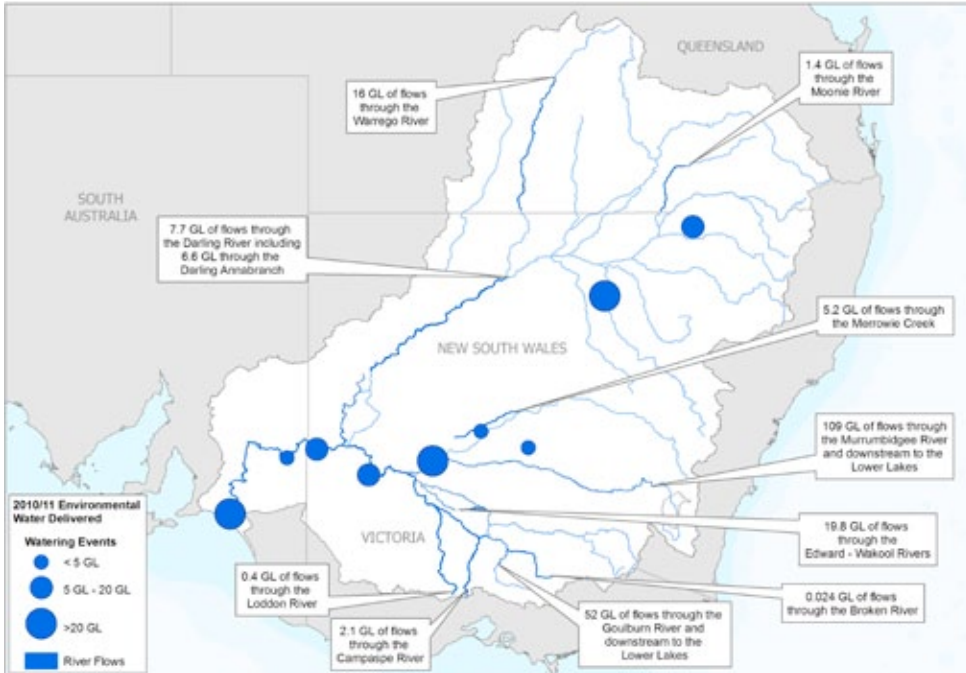 QUEENSLAND
1.4 GL of flows
through the
Moonie River
16 GL of flows
through the
Warrego River
SOUTH
AUSTRALIA
7.7 GL of flows through
the Darling River including
6.6 GL through the
Darling Annabranch
5.2 GL of flows through
the Merrowie Creek
NEW SOUTH WALES
109 GL of flows through
the Murrumbidgee River
and downstream to the
Lower Lakes
2010/11 Environmental
Water Delivered
Watering Events
< 5 GL
5 GL - 20 GL
>20 GL
River Flows
VICTORIA
19.8 GL of flows
through the
Edward - Wakool Rivers
0.4 GL of flows
through the
Loddon River
0.024 GL of flows
through the Broken River
2.1 GL of flows
through the
Campaspe River
52 GL of flows through the
Goulburn River and
downstream to the
Lower Lakes